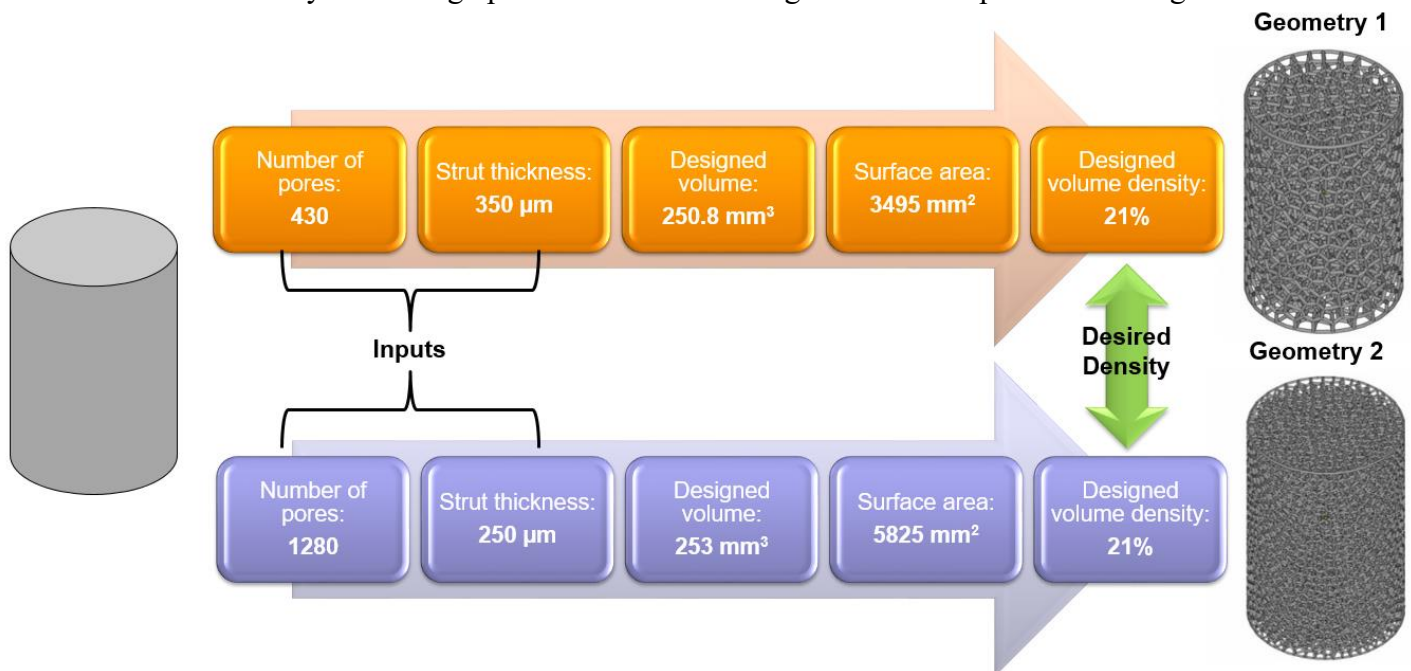 Geometry 1
Number of
pores:
430
Strut thickness:
350 µm
Designed
volume:
250.8 mm³
Surface area:
3495 mm²
Designed
volume density:
21%
Inputs
Desired
Density
Geometry 2
Number of
pores:
1280
Strut thickness:
250 µm
Designed
volume:
253 mm³
Surface area:
5825 mm²
Designed
volume density:
21%